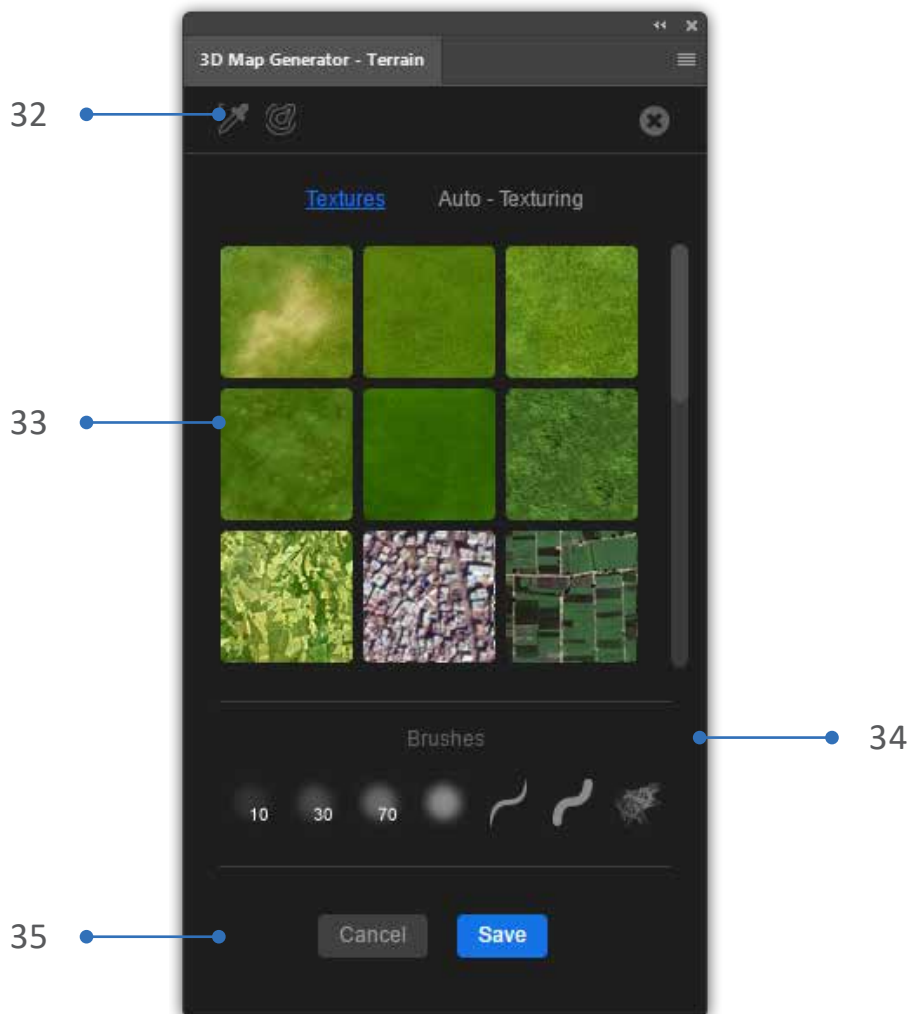 3D Map Generator - Terrain
32
Textures Auto - Texturing
33
34
Brushes
10 30 70
35
Cancel Save